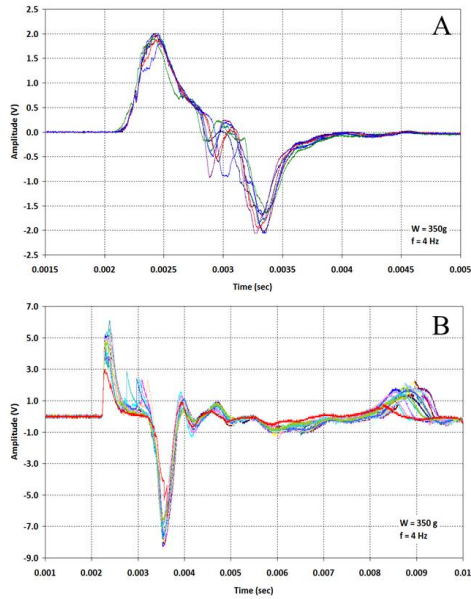 A
2.5
2.0
1.5
1.0
0.5
0.0
-0.5
-1.0
-1.5
-2.0
-2.5
Amplitude (V)
0.0015 0.002 0.0025 0.003 0.0035 0.004 0.0045 0.005
Time (sec)
W = 350g
f = 4 Hz
B
7.0
5.0
3.0
1.0
-1.0
-3.0
-5.0
-7.0
-9.0
Amplitude (V)
0.001 0.002 0.003 0.004 0.005 0.006 0.007 0.008 0.009 0.01
Time (sec)
W = 350 g
f = 4 Hz